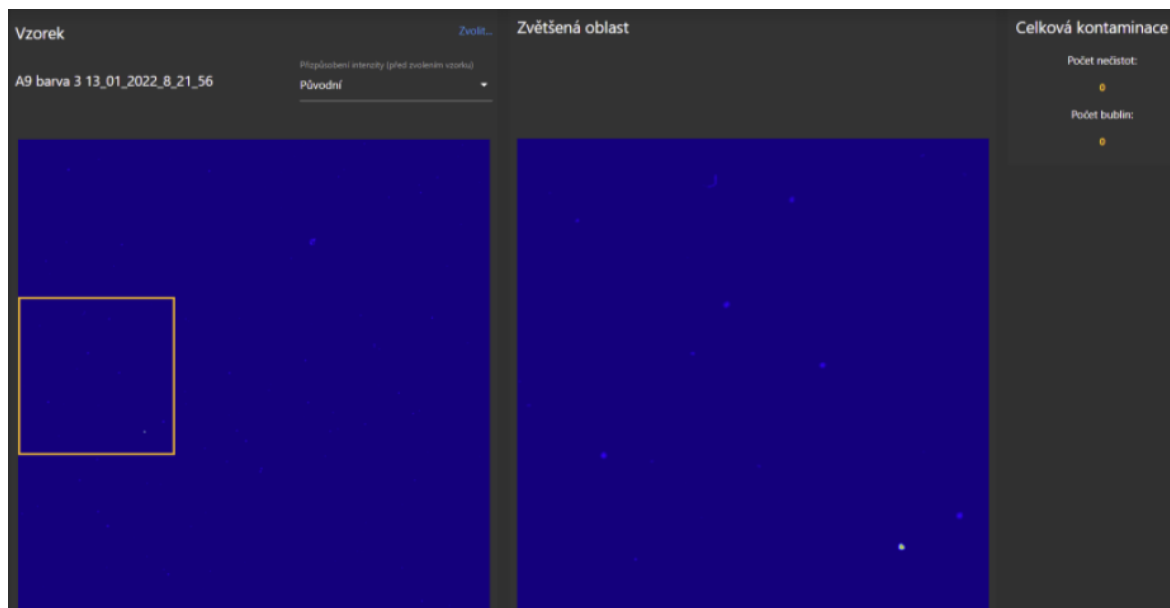 Vzorek
Zvolit...
A9 barva 3 13_01_2022_8_21_56
Přizpůsobení intenzity (před zvolením vzorku)
Původní
Zvětšená oblast
Celková kontaminace
Počet nečistot:
0
Počet bublin:
0